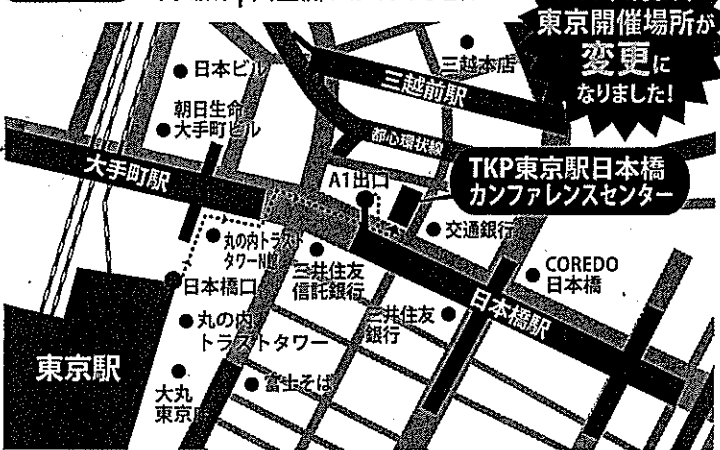 東京開催場所が
変更に
なりました!
三越本店
日本ビル
三越前駅
朝日生命
大手町ビル
都心環状線
大手町駅
A1出口
TKP東京駅日本橋
カンファレンスセンター
交通銀行
丸の内トラスト
タワーN館
三井住友
信託銀行
COREDO
日本橋
日本橋口
日本橋駅
三井住友
銀行
丸の内
トラストタワー
東京駅
富士そば
大丸
東京店